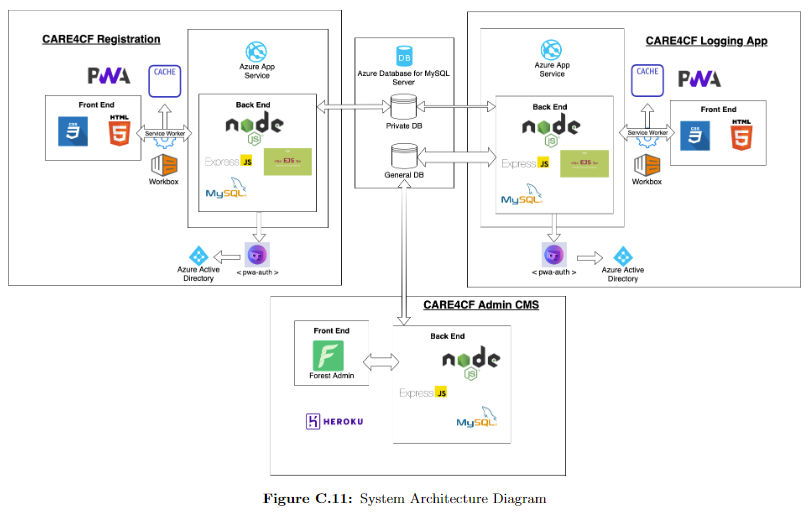 CARE4CF Registration
PWA
CACHE
Front End
CSS
3
HTML
5
Service Worker
Workbox
Azure App
Service
Back End
node
JS
Express JS
EJS
MySQL
< pwa-auth >
Azure Active
Directory
DB
Azure Database for MySQL
Server
Private DB
General DB
CARE4CF Logging App
Azure App
Service
Back End
node
JS
Express JS
EJS
MySQL
CACHE
PWA
Front End
CSS
3
HTML
5
Service Worker
Workbox
< pwa-auth >
Azure Active
Directory
CARE4CF Admin CMS
Front End
Forest Admin
HEROKU
Back End
node
JS
Express JS
MySQL
Figure C.11: System Architecture Diagram